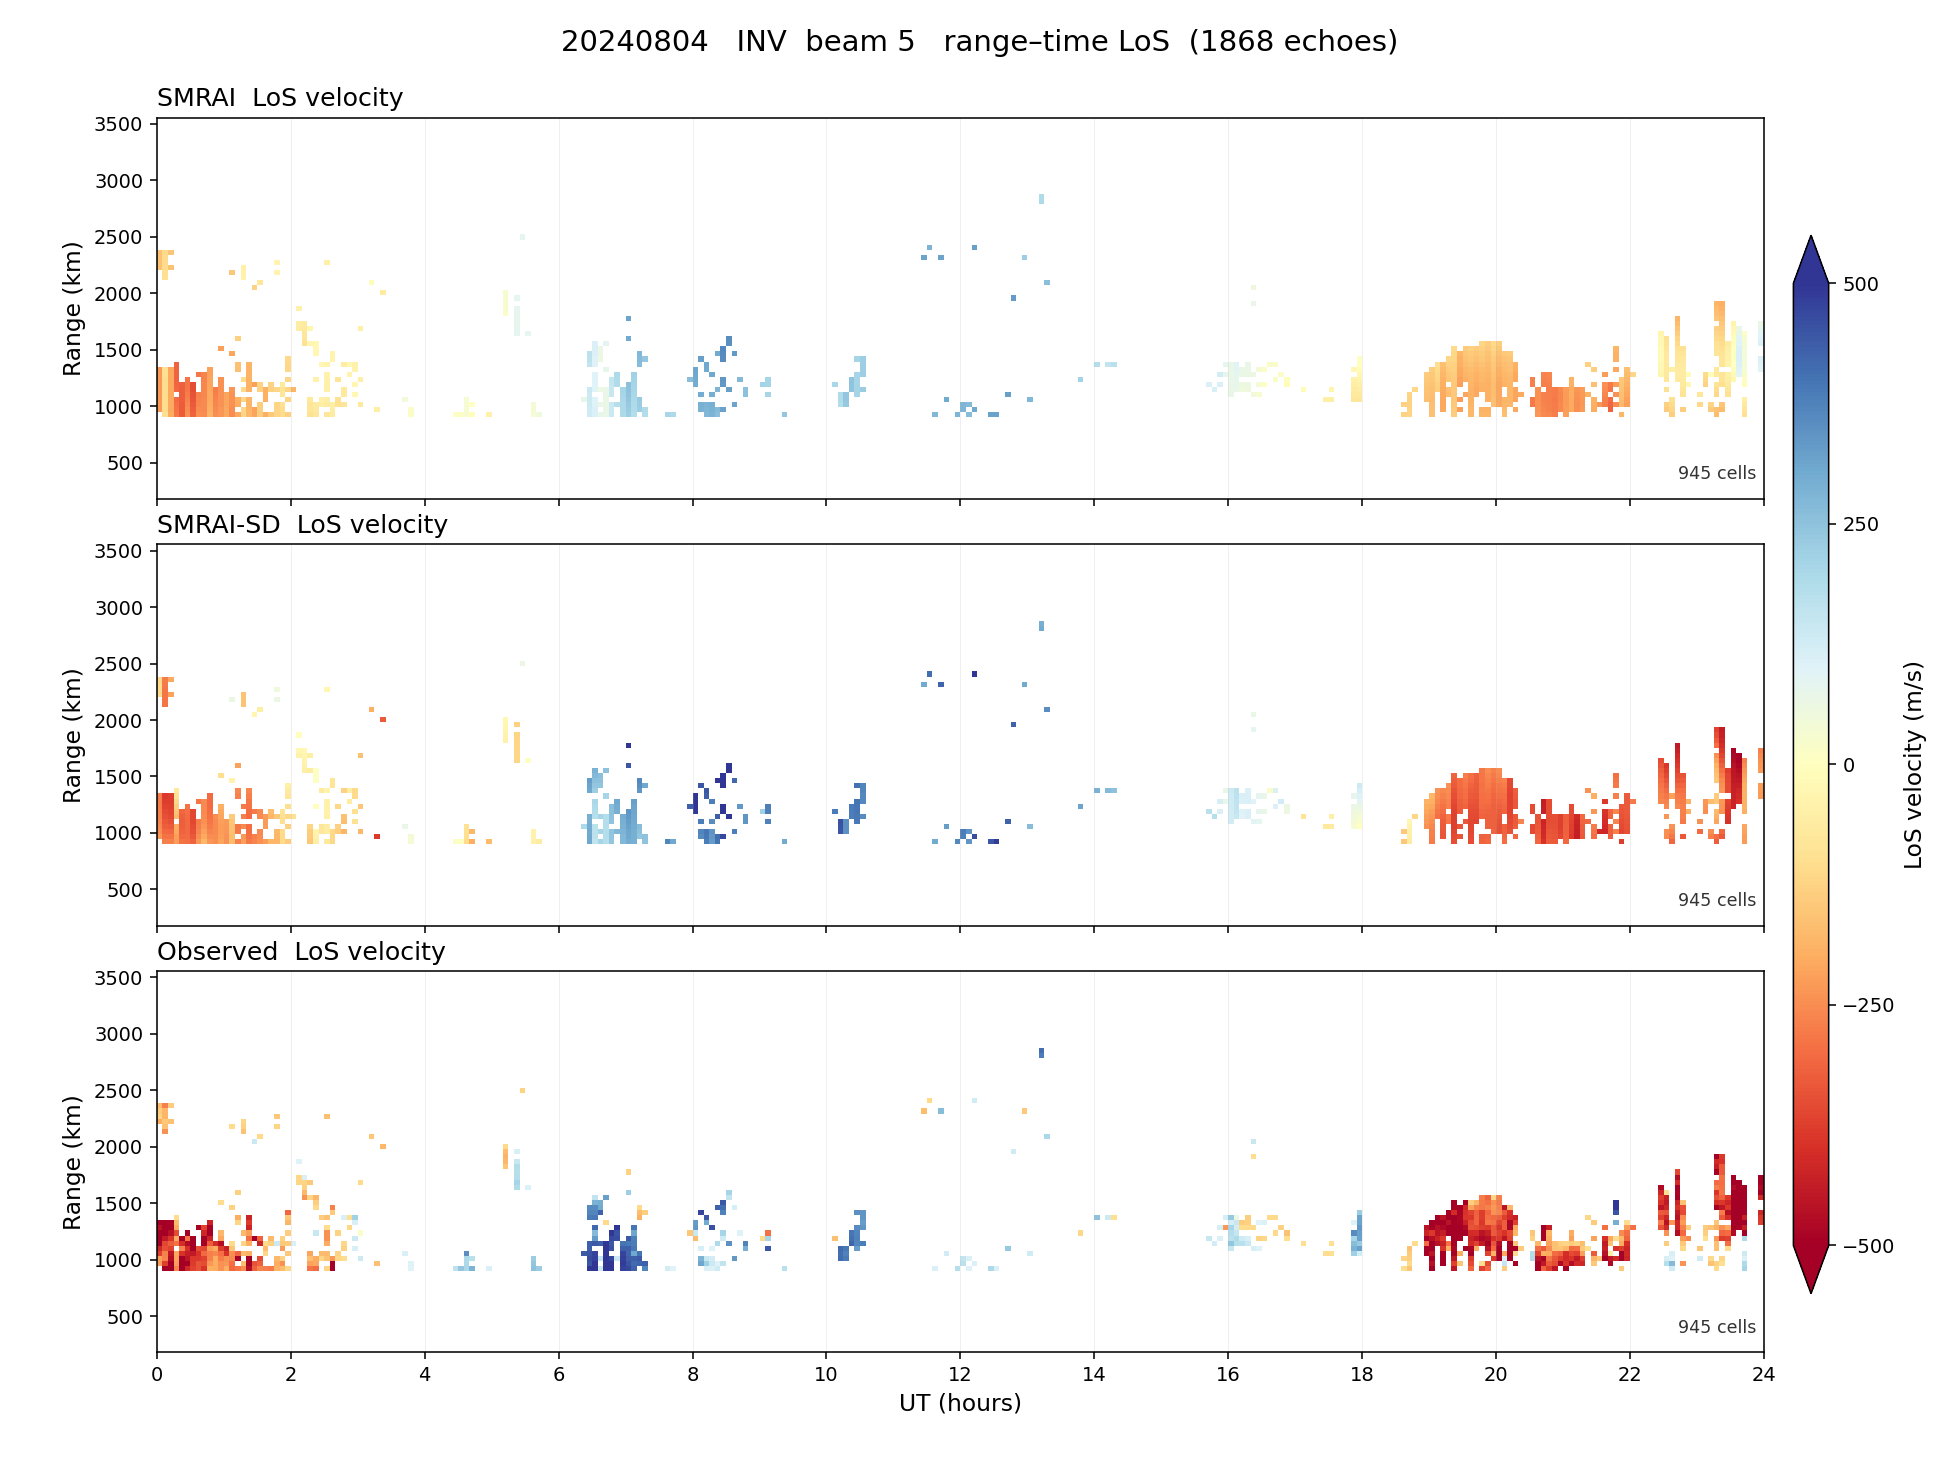 20240804   INV  beam 5   range–time LoS  (1868 echoes)
SMRAI  LoS velocity
3500
3000
2500
2000
1500
1000
500
Range (km)
945 cells
SMRAI-SD  LoS velocity
3500
3000
2500
2000
1500
1000
500
Range (km)
945 cells
Observed  LoS velocity
3500
3000
2500
2000
1500
1000
500
Range (km)
945 cells
0 2 4 6 8 10 12 14 16 18 20 22 24
UT (hours)
500
250
0
−250
−500
LoS velocity (m/s)